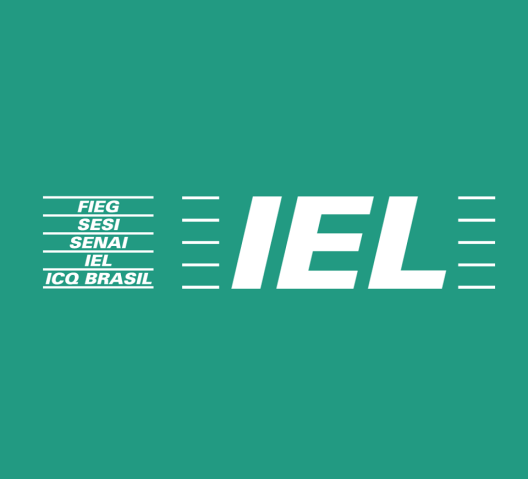 FIEG
SESI
SENAI
IEL
ICQ BRASIL
IEL